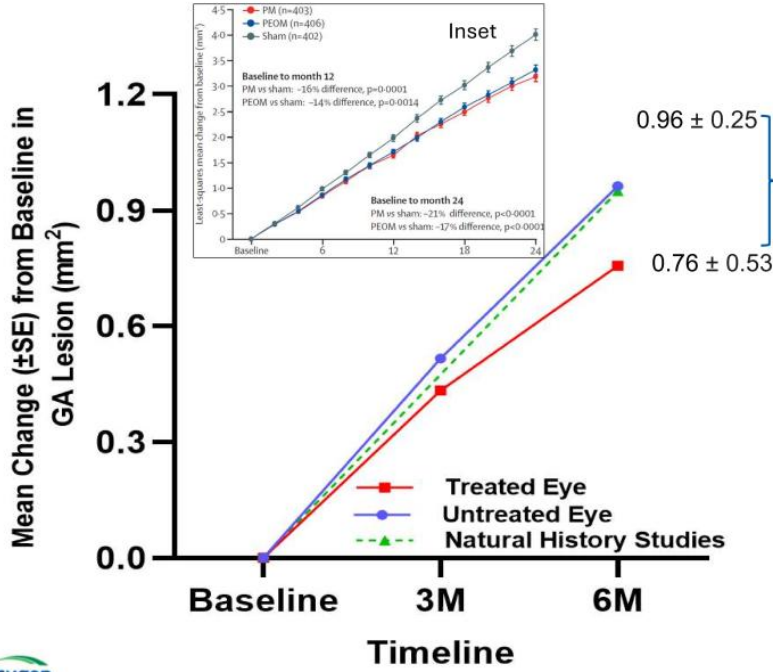 4·5
4·0
3·5
3·0
2·5
2·0
1·5
1·0
0·5
0
Least-squares mean change from baseline (mm²)
PM (n=403)
PEOM (n=406)
Sham (n=402)
Inset
Baseline to month 12
PM vs sham: –16% difference, p=0·0001
PEOM vs sham: –14% difference, p=0·0014
Baseline to month 24
PM vs sham: –21% difference, p<0·0001
PEOM vs sham: –17% difference, p<0·0001
Baseline
6
12
18
24
Mean Change (±SE) from Baseline in
GA Lesion (mm²)
1.2
0.9
0.6
0.3
0.0
0.96 ± 0.25
0.76 ± 0.53
Treated Eye
Untreated Eye
Natural History Studies
Baseline
3M
6M
Timeline